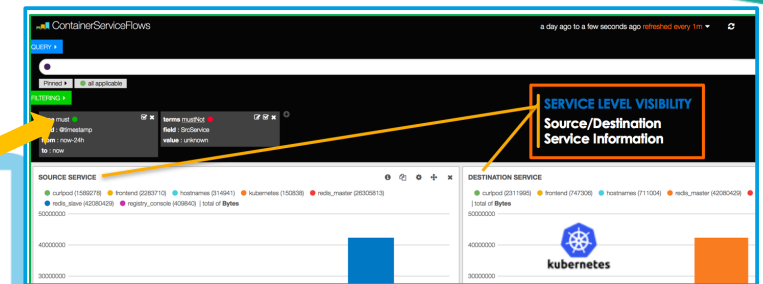 ContainerServiceFlows
a day ago to a few seconds ago refreshed every 1m
QUERY
Pinned
all applicable
FILTERING
must
: @timestamp
: now-24h
to : now
terms mustNot
field : SrcService
value : unknown
SERVICE LEVEL VISIBILITY
Source/Destination
Service Information
SOURCE SERVICE
curlpod (1589278) frontend (2283710) hostnames (314941) kubernetes (150838) redis_master (26305813)
redis_slave (42080429) registry_console (409840) | total of Bytes
50000000
40000000
30000000
DESTINATION SERVICE
curlpod (2311998) frontend (747306) hostnames (711004) redis_master (42080429)
| total of Bytes
50000000
40000000
30000000
kubernetes